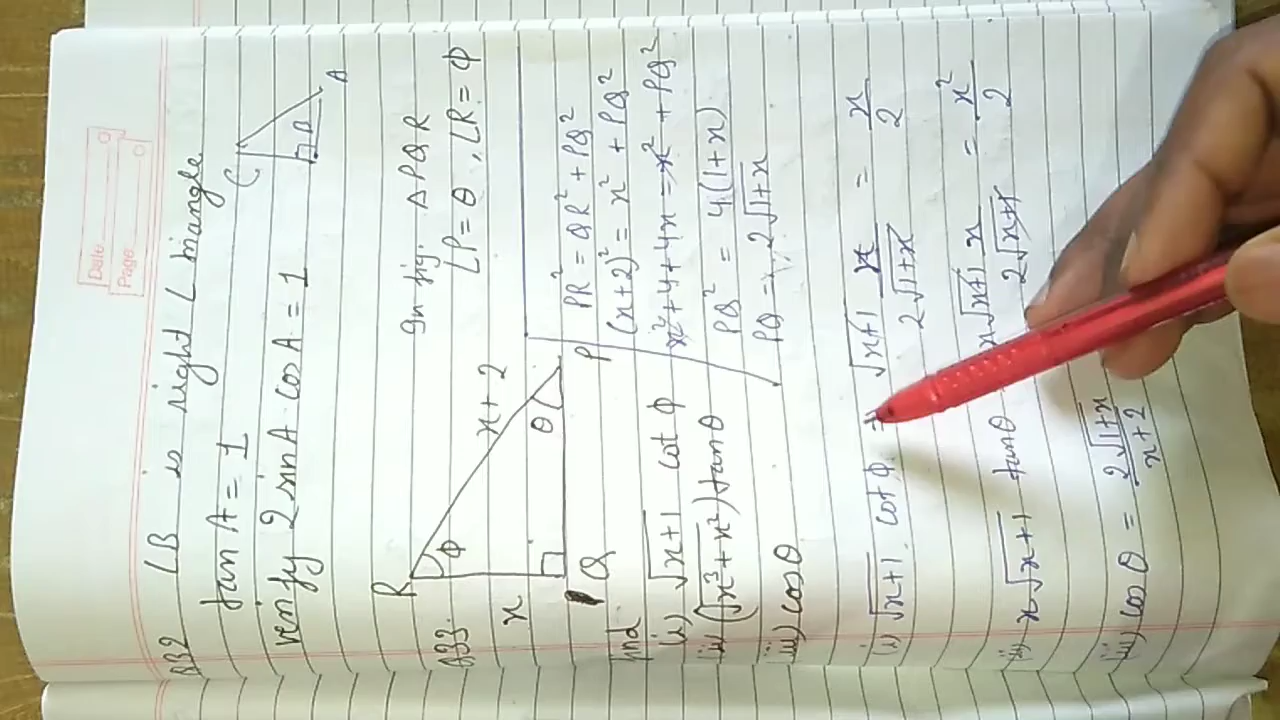 Date
Page
Q32 ∠B is right ∠ triangle
tan A = 1
verify 2 sin A · cos A = 1
C
B
A
Q33.
In fig. △PQR
∠P = θ, ∠R = Φ
R
Φ
x
x+2
θ
Q
P
find
(i) √x+1 cot Φ
(ii) (√x³+x²) tan θ
(iii) cos θ
PR² = QR² + PQ²
(x+2)² = x² + PQ²
x²+4+4x = x² + PQ²
PQ² = 4(1+x)
PQ = 2√1+x
(i) √x+1 cot Φ = √x+1 x/2√1+x = x/2
(ii) x√x+1 tan θ x√x+1 x/2√x+1 = x²/2
(iii) cos θ = 2√1+x/x+2